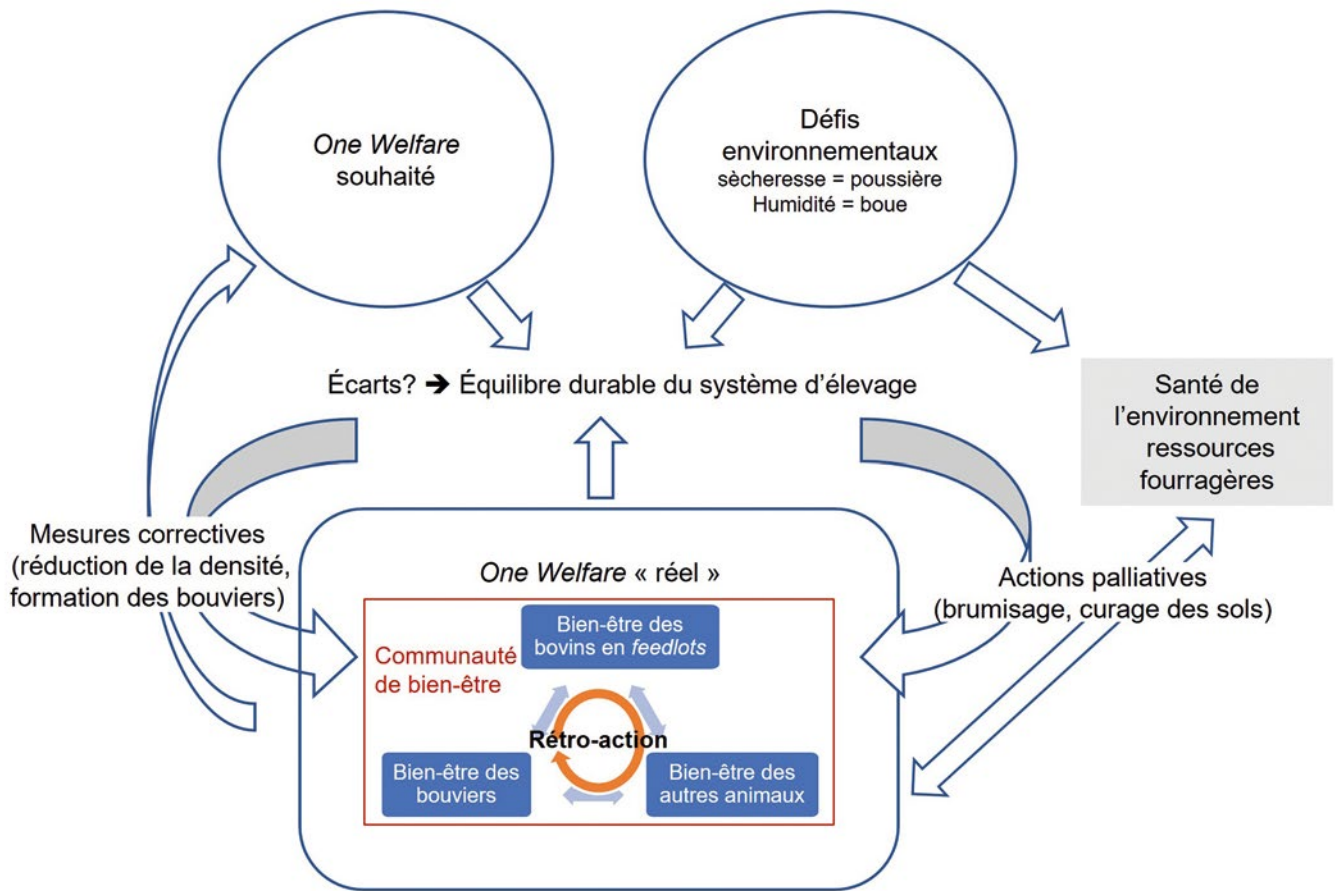 One Welfare
souhaité
Défis
environnementaux
sècheresse = poussière
Humidité = boue
Écarts? ➔ Équilibre durable du système d'élevage
Santé de
l'environnement
ressources
fourragères
Mesures correctives
(réduction de la densité,
formation des bouviers)
Actions palliatives
(brumisage, curage des sols)
One Welfare « réel »
Communauté
de bien-être
Bien-être des
bovins en feedlots
Rétro-action
Bien-être des
bouviers
Bien-être des
autres animaux